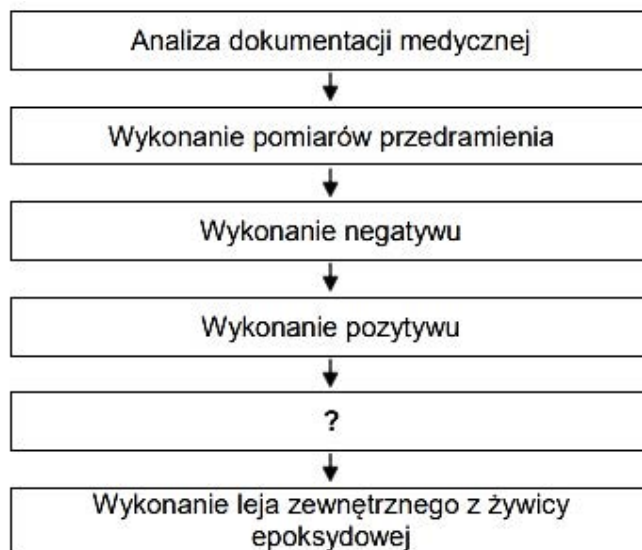 Analiza dokumentacji medycznej
Wykonanie pomiarów przedramienia
Wykonanie negatywu
Wykonanie pozytywu
?
Wykonanie leja zewnętrznego z żywicy
epoksydowej